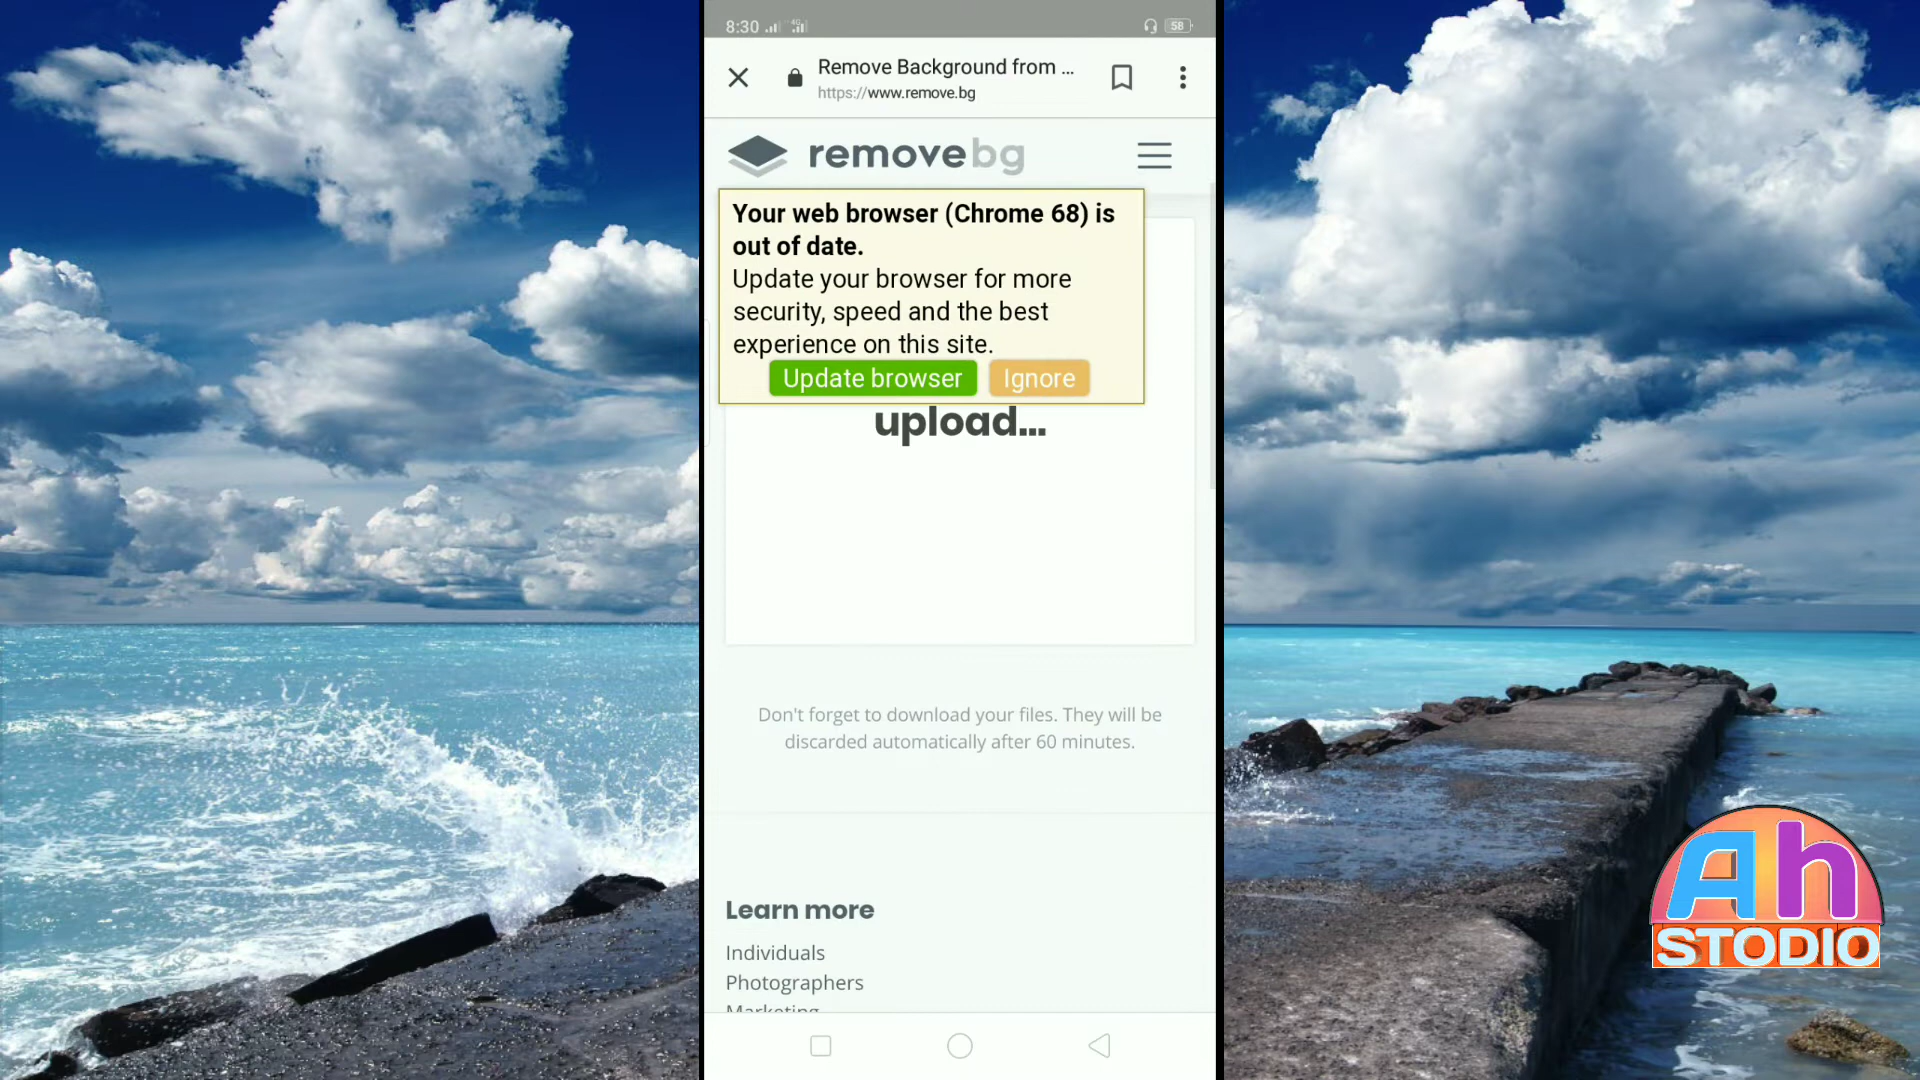 8:30
4G
58
Remove Background from ...
https://www.remove.bg
removebg
Your web browser (Chrome 68) is
out of date.
Update your browser for more
security, speed and the best
experience on this site.
Update browser
Ignore
upload...
Don't forget to download your files. They will be
discarded automatically after 60 minutes.
Learn more
Individuals
Photographers
Marketing
Ah
STODIO